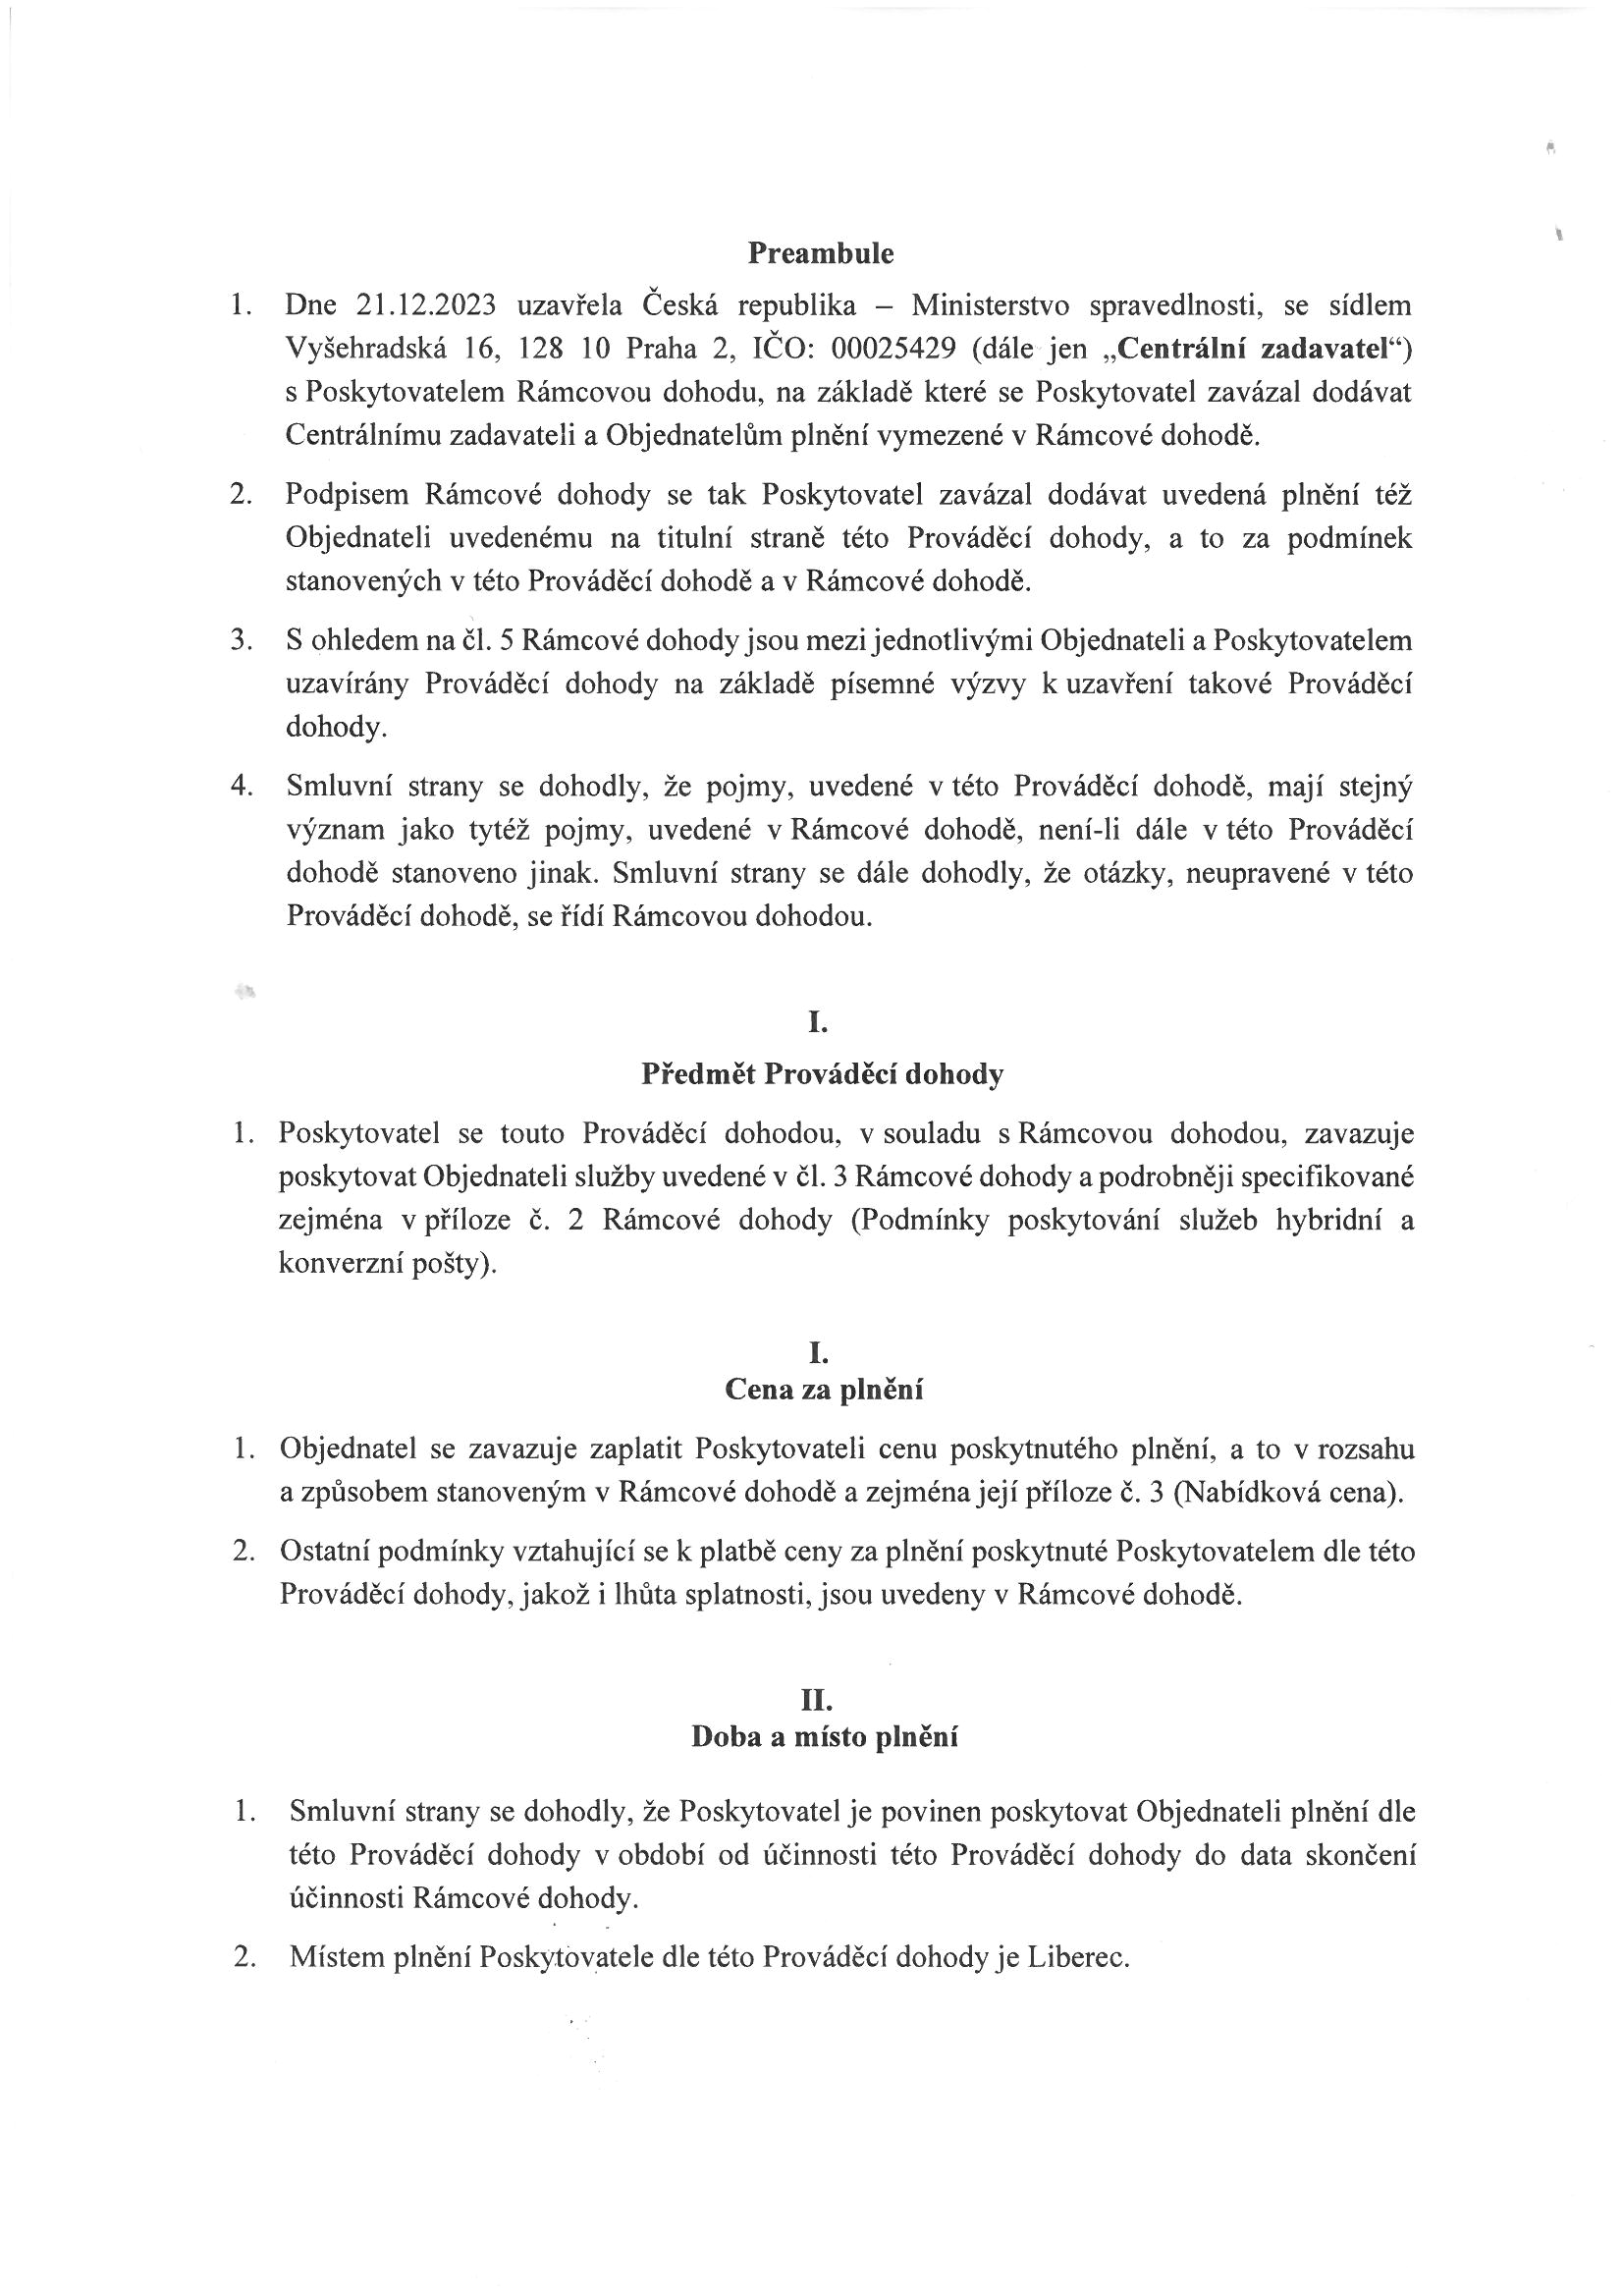 Preambule
1. Dne 21.12.2023 uzavřela Česká republika – Ministerstvo spravedlnosti, se sídlem
Vyšehradská 16, 128 10 Praha 2, IČO: 00025429 (dále jen „Centrální zadavatel“)
s Poskytovatelem Rámcovou dohodu, na základě které se Poskytovatel zavázal dodávat
Centrálnímu zadavateli a Objednatelům plnění vymezené v Rámcové dohodě.
2. Podpisem Rámcové dohody se tak Poskytovatel zavázal dodávat uvedená plnění též
Objednateli uvedenému na titulní straně této Prováděcí dohody, a to za podmínek
stanovených v této Prováděcí dohodě a v Rámcové dohodě.
3. S ohledem na čl. 5 Rámcové dohody jsou mezi jednotlivými Objednateli a Poskytovatelem
uzavírány Prováděcí dohody na základě písemné výzvy k uzavření takové Prováděcí
dohody.
4. Smluvní strany se dohodly, že pojmy, uvedené v této Prováděcí dohodě, mají stejný
význam jako tytéž pojmy, uvedené v Rámcové dohodě, není-li dále v této Prováděcí
dohodě stanoveno jinak. Smluvní strany se dále dohodly, že otázky, neupravené v této
Prováděcí dohodě, se řídí Rámcovou dohodou.
I.
Předmět Prováděcí dohody
1. Poskytovatel se touto Prováděcí dohodou, v souladu s Rámcovou dohodou, zavazuje
poskytovat Objednateli služby uvedené v čl. 3 Rámcové dohody a podrobněji specifikované
zejména v příloze č. 2 Rámcové dohody (Podmínky poskytování služeb hybridní a
konverzní pošty).
I.
Cena za plnění
1. Objednatel se zavazuje zaplatit Poskytovateli cenu poskytnutého plnění, a to v rozsahu
a způsobem stanoveným v Rámcové dohodě a zejména její příloze č. 3 (Nabídková cena).
2. Ostatní podmínky vztahující se k platbě ceny za plnění poskytnuté Poskytovatelem dle této
Prováděcí dohody, jakož i lhůta splatnosti, jsou uvedeny v Rámcové dohodě.
II.
Doba a místo plnění
1. Smluvní strany se dohodly, že Poskytovatel je povinen poskytovat Objednateli plnění dle
této Prováděcí dohody v období od účinnosti této Prováděcí dohody do data skončení
účinnosti Rámcové dohody.
2. Místem plnění Poskytovatele dle této Prováděcí dohody je Liberec.